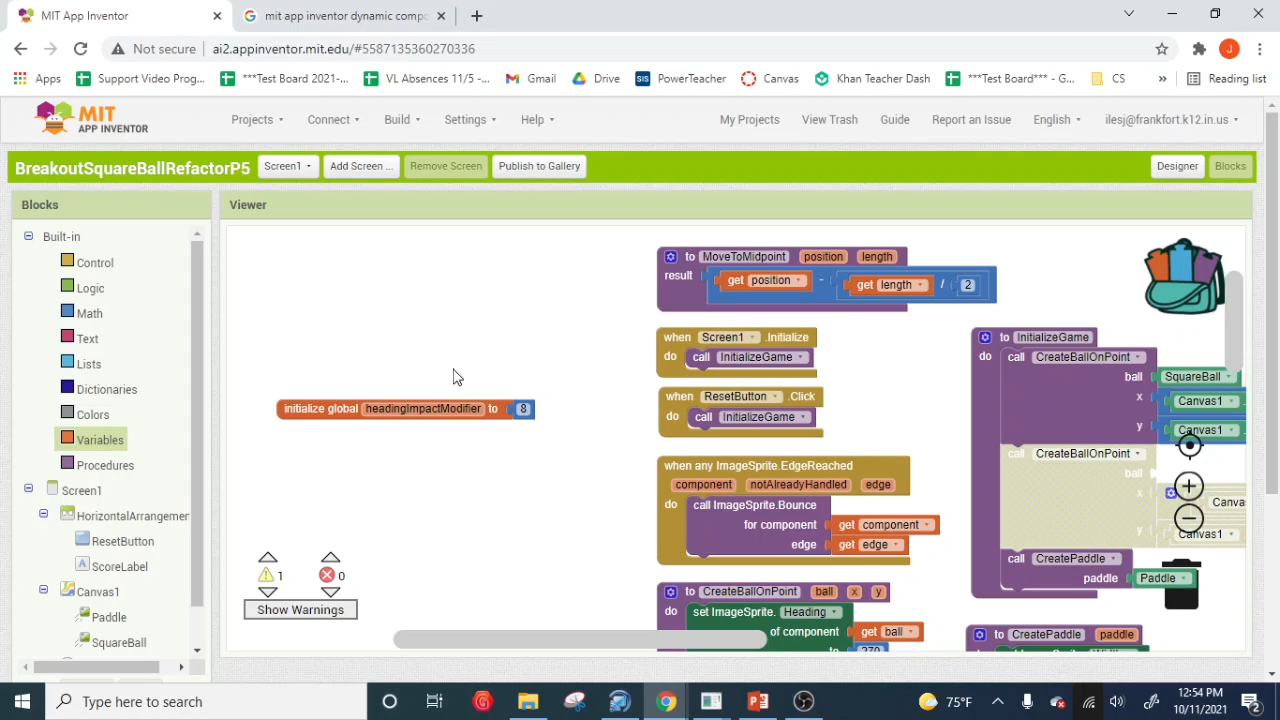 MIT App Inventor
mit app inventor dynamic compo
Not secure
ai2.appinventor.mit.edu/#5587135360270336
J
Apps
Support Video Prog...
***Test Board 2021-...
VL Absences 11/5 -...
Gmail
Drive
SIS
PowerTeacher
Canvas
Khan Teacher Dash
***Test Board*** - G...
CS
Reading list
MIT
APP INVENTOR
Projects
Connect
Build
Settings
Help
My Projects
View Trash
Guide
Report an Issue
English
ilesj@frankfort.k12.in.us
BreakoutSquareBallRefactorP5
Screen1
Add Screen ...
Remove Screen
Publish to Gallery
Designer
Blocks
Blocks
Viewer
Built-in
Control
Logic
Math
Text
Lists
Dictionaries
Colors
Variables
Procedures
Screen1
HorizontalArrangemer
ResetButton
ScoreLabel
Canvas1
Paddle
SquareBall
initialize global headingImpactModifier to 8
1
0
Show Warnings
to MoveToMidpoint position length
result get position - get length / 2
when Screen1 .Initialize
do call InitializeGame
when ResetButton .Click
do call InitializeGame
when any ImageSprite.EdgeReached
component notAlreadyHandled edge
do call ImageSprite.Bounce
for component get component
edge get edge
to CreateBallOnPoint ball x y
do set ImageSprite. Heading
of component get ball
to 270
to InitializeGame
do call CreateBallOnPoint
ball SquareBall
x Canvas1
y Canvas1
call CreateBallOnPoint
ball
x Canva
y Canvas1
call CreatePaddle
paddle Paddle
to CreatePaddle paddle
Type here to search
75°F
12:54 PM
10/11/2021
2